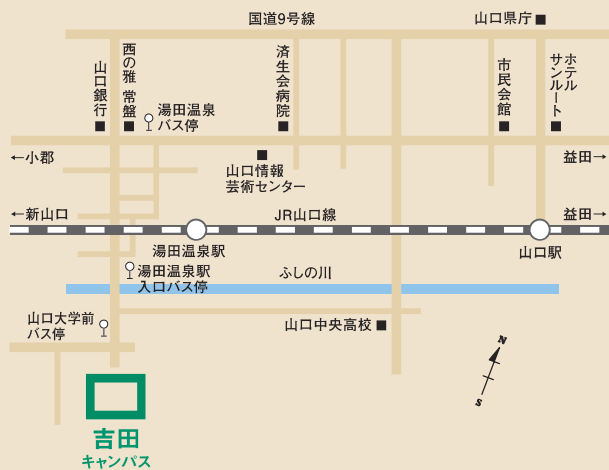 国道9号線
山口県庁
山口銀行
西の雅 常盤
湯田温泉
バス停
済生会病院
市民会館
ホテル
サンルート
←小郡
山口情報
芸術センター
益田→
←新山口
JR山口線
益田→
湯田温泉駅
山口駅
湯田温泉駅
入口バス停
ふしの川
山口大学前
バス停
山口中央高校
N
S
吉田
キャンパス